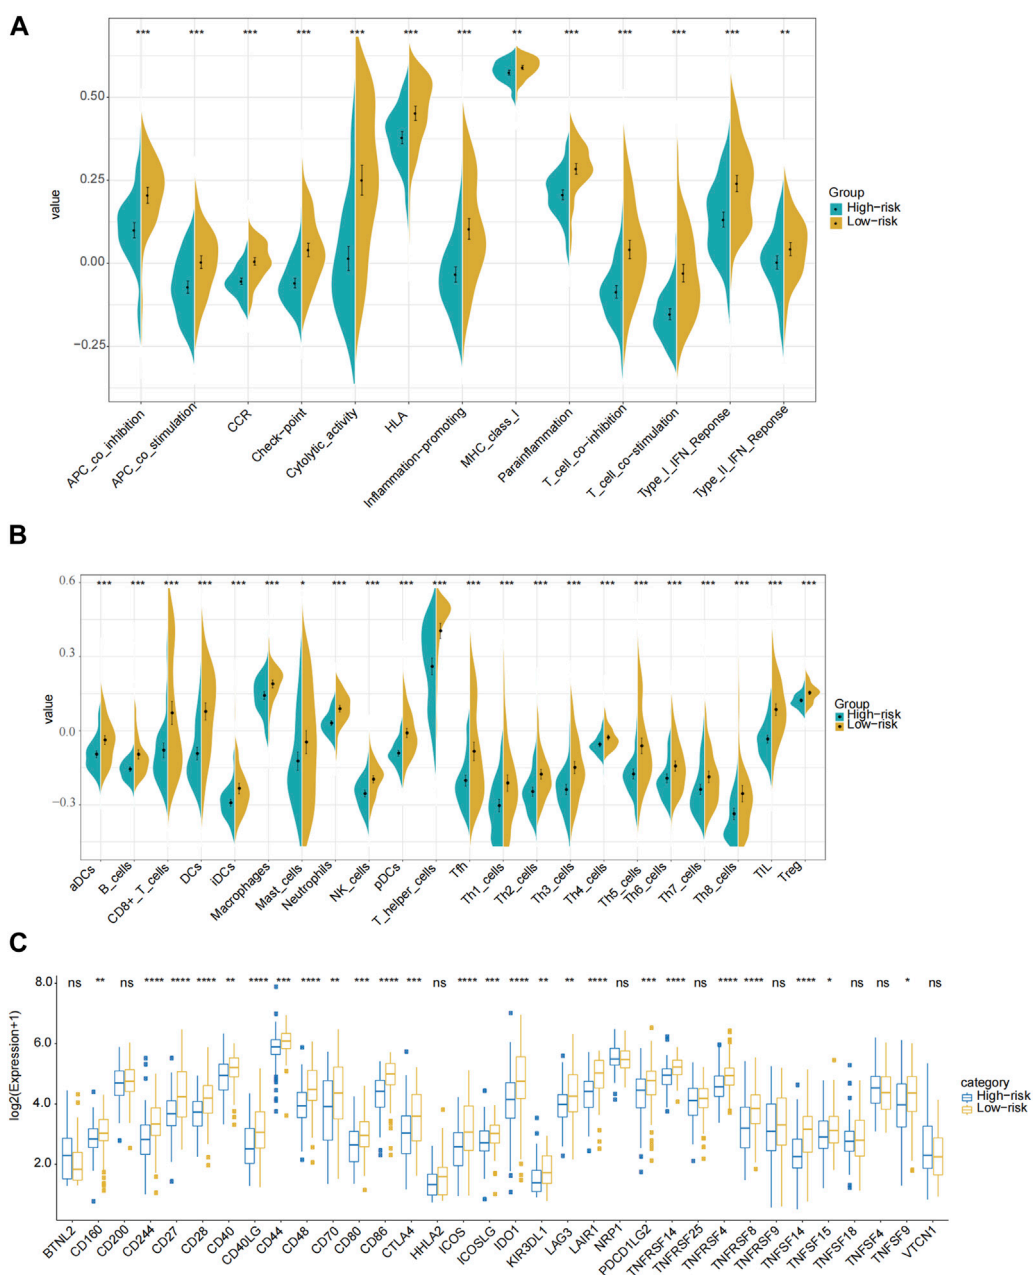 A
*** *** *** *** *** *** *** ** *** *** *** *** **
0.50
0.25
0.00
−0.25
value
Group
High−risk
Low−risk
APC_co_inhibition
APC_co_stimulation
CCR
Check−point
Cytolytic_activity
HLA
Inflammation−promoting
MHC_class_I
Parainflammation
T_cell_co−inhibition
T_cell_co−stimulation
Type_I_IFN_Reponse
Type_II_IFN_Reponse
B
*** *** *** *** *** *** * *** *** *** *** *** *** *** *** *** *** *** *** *** *** ***
0.6
0.3
0.0
−0.3
value
Group
High−risk
Low−risk
aDCs
B_cells
CD8+_T_cells
DCs
iDCs
Macrophages
Mast_cells
Neutrophils
NK_cells
pDCs
T_helper_cells
Tfh
Th1_cells
Th2_cells
Th3_cells
Th4_cells
Th5_cells
Th6_cells
Th7_cells
Th8_cells
TIL
Treg
C
ns ** ns **** **** **** ** **** *** **** ** *** **** *** ns **** *** **** ** ** **** ns *** **** ns **** **** ns **** * ns ns * ns
8.0
6.0
4.0
2.0
log2(Expression+1)
category
High−risk
Low−risk
BTNL2
CD160
CD200
CD244
CD27
CD28
CD40
CD40LG
CD44
CD48
CD70
CD80
CD86
CTLA4
HHLA2
ICOS
ICOSLG
IDO1
KIR3DL1
LAG3
LAIR1
NRP1
PDCD1LG2
TNFRSF14
TNFRSF25
TNFRSF4
TNFRSF8
TNFRSF9
TNFSF14
TNFSF15
TNFSF18
TNFSF4
TNFSF9
VTCN1